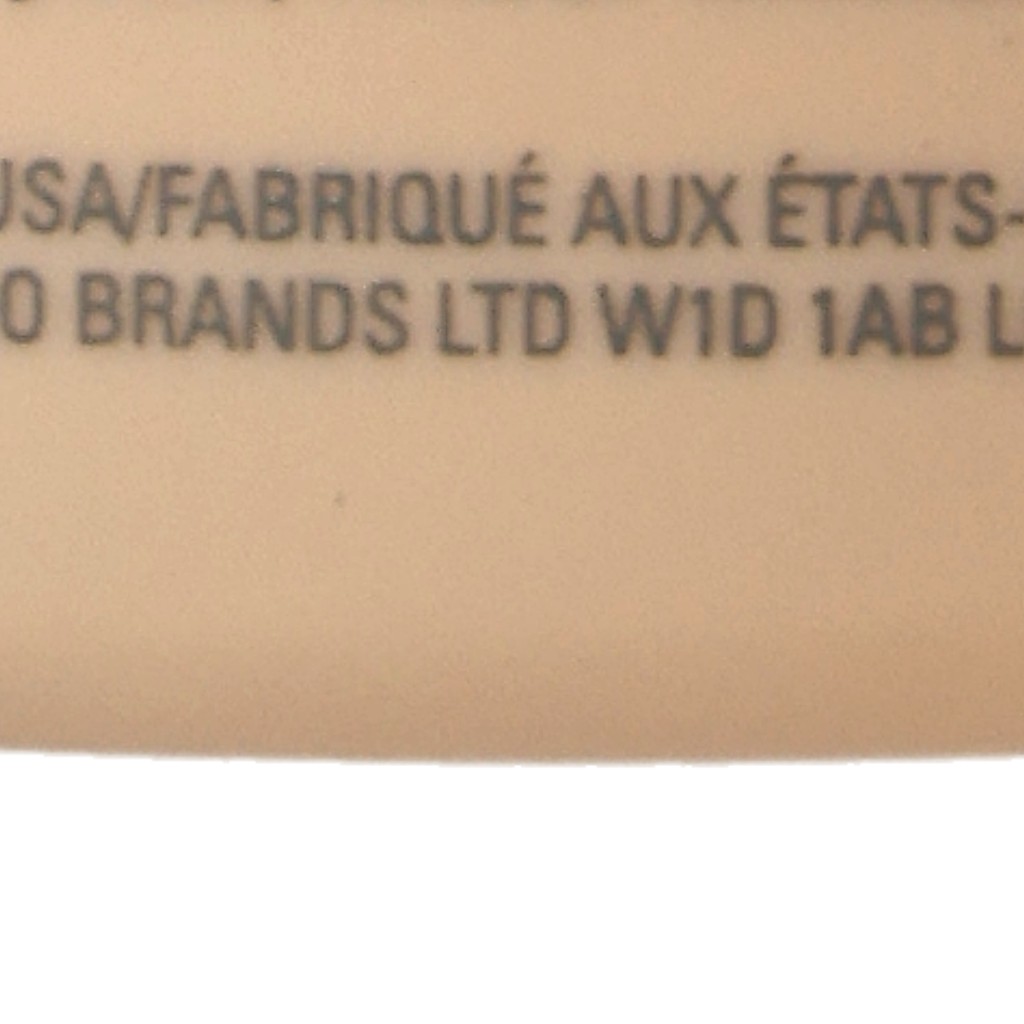 USA/FABRIQUÉ AUX ÉTATS-
O BRANDS LTD W1D 1AB L